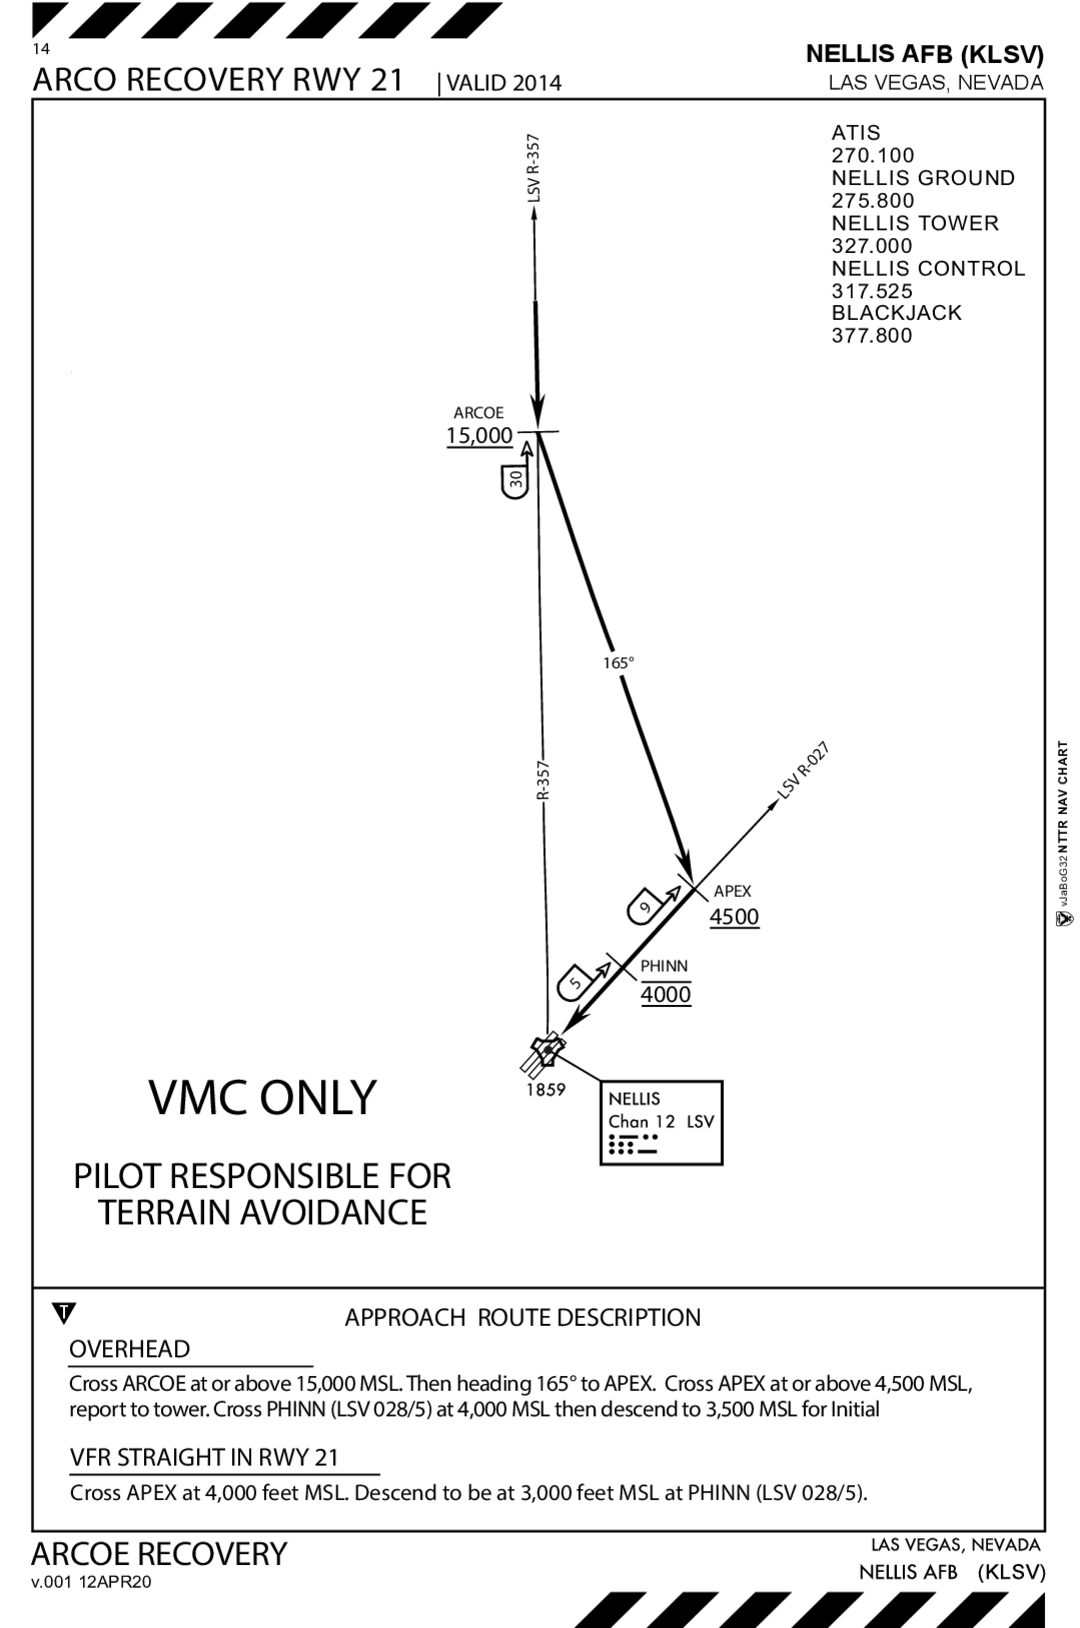 14
ARCO RECOVERY RWY 21 | VALID 2014
NELLIS AFB (KLSV)
LAS VEGAS, NEVADA
ATIS
270.100
NELLIS GROUND
275.800
NELLIS TOWER
327.000
NELLIS CONTROL
317.525
BLACKJACK
377.800
LSV R-357
ARCOE
15,000
30
165°
R-357
LSV R-027
APEX
4500
9
PHINN
4000
5
1859
NELLIS
Chan 12 LSV
VMC ONLY
PILOT RESPONSIBLE FOR
TERRAIN AVOIDANCE
vJaBoG32 NTTR NAV CHART
T
APPROACH ROUTE DESCRIPTION
OVERHEAD
Cross ARCOE at or above 15,000 MSL. Then heading 165° to APEX. Cross APEX at or above 4,500 MSL,
report to tower. Cross PHINN (LSV 028/5) at 4,000 MSL then descend to 3,500 MSL for Initial
VFR STRAIGHT IN RWY 21
Cross APEX at 4,000 feet MSL. Descend to be at 3,000 feet MSL at PHINN (LSV 028/5).
ARCOE RECOVERY
v.001 12APR20
LAS VEGAS, NEVADA
NELLIS AFB (KLSV)